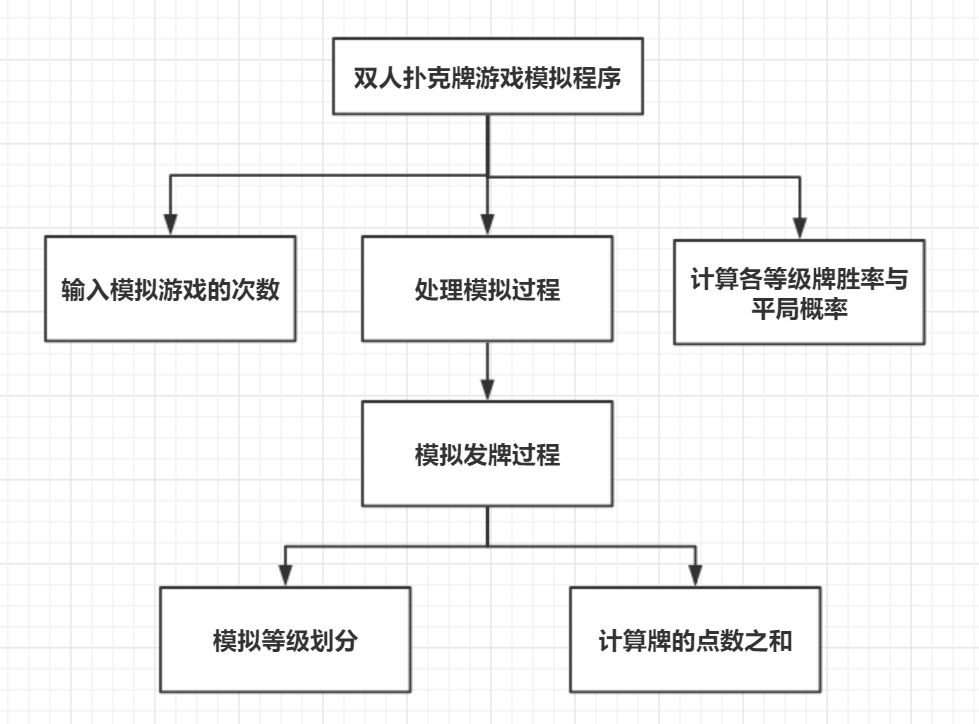 双人扑克牌游戏模拟程序
输入模拟游戏的次数
处理模拟过程
计算各等级牌胜率与
平局概率
模拟发牌过程
模拟等级划分
计算牌的点数之和